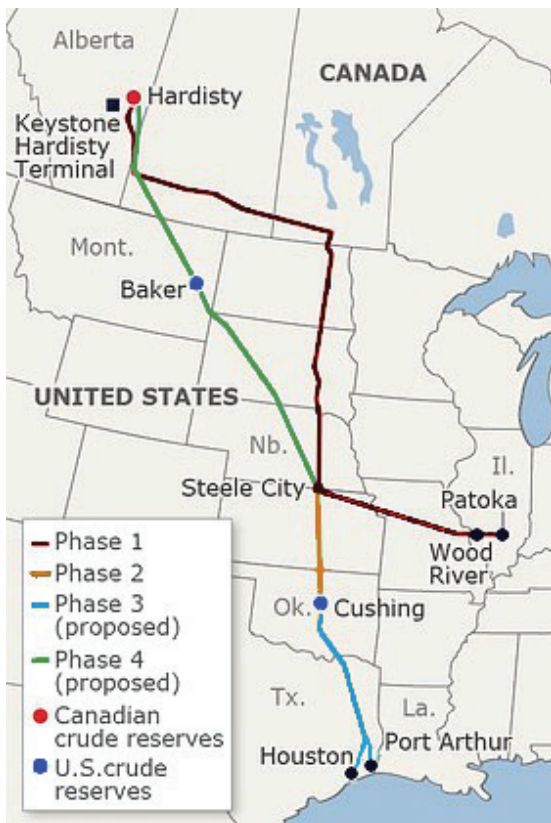 Alberta
CANADA
Hardisty
Keystone
Hardisty
Terminal
Mont.
Baker
UNITED STATES
Nb.
Steele City
Il.
Patoka
Wood
River
Phase 1
Phase 2
Phase 3
(proposed)
Phase 4
(proposed)
Canadian
crude reserves
U.S.crude
reserves
Ok.
Cushing
Tx.
La.
Houston
Port Arthur